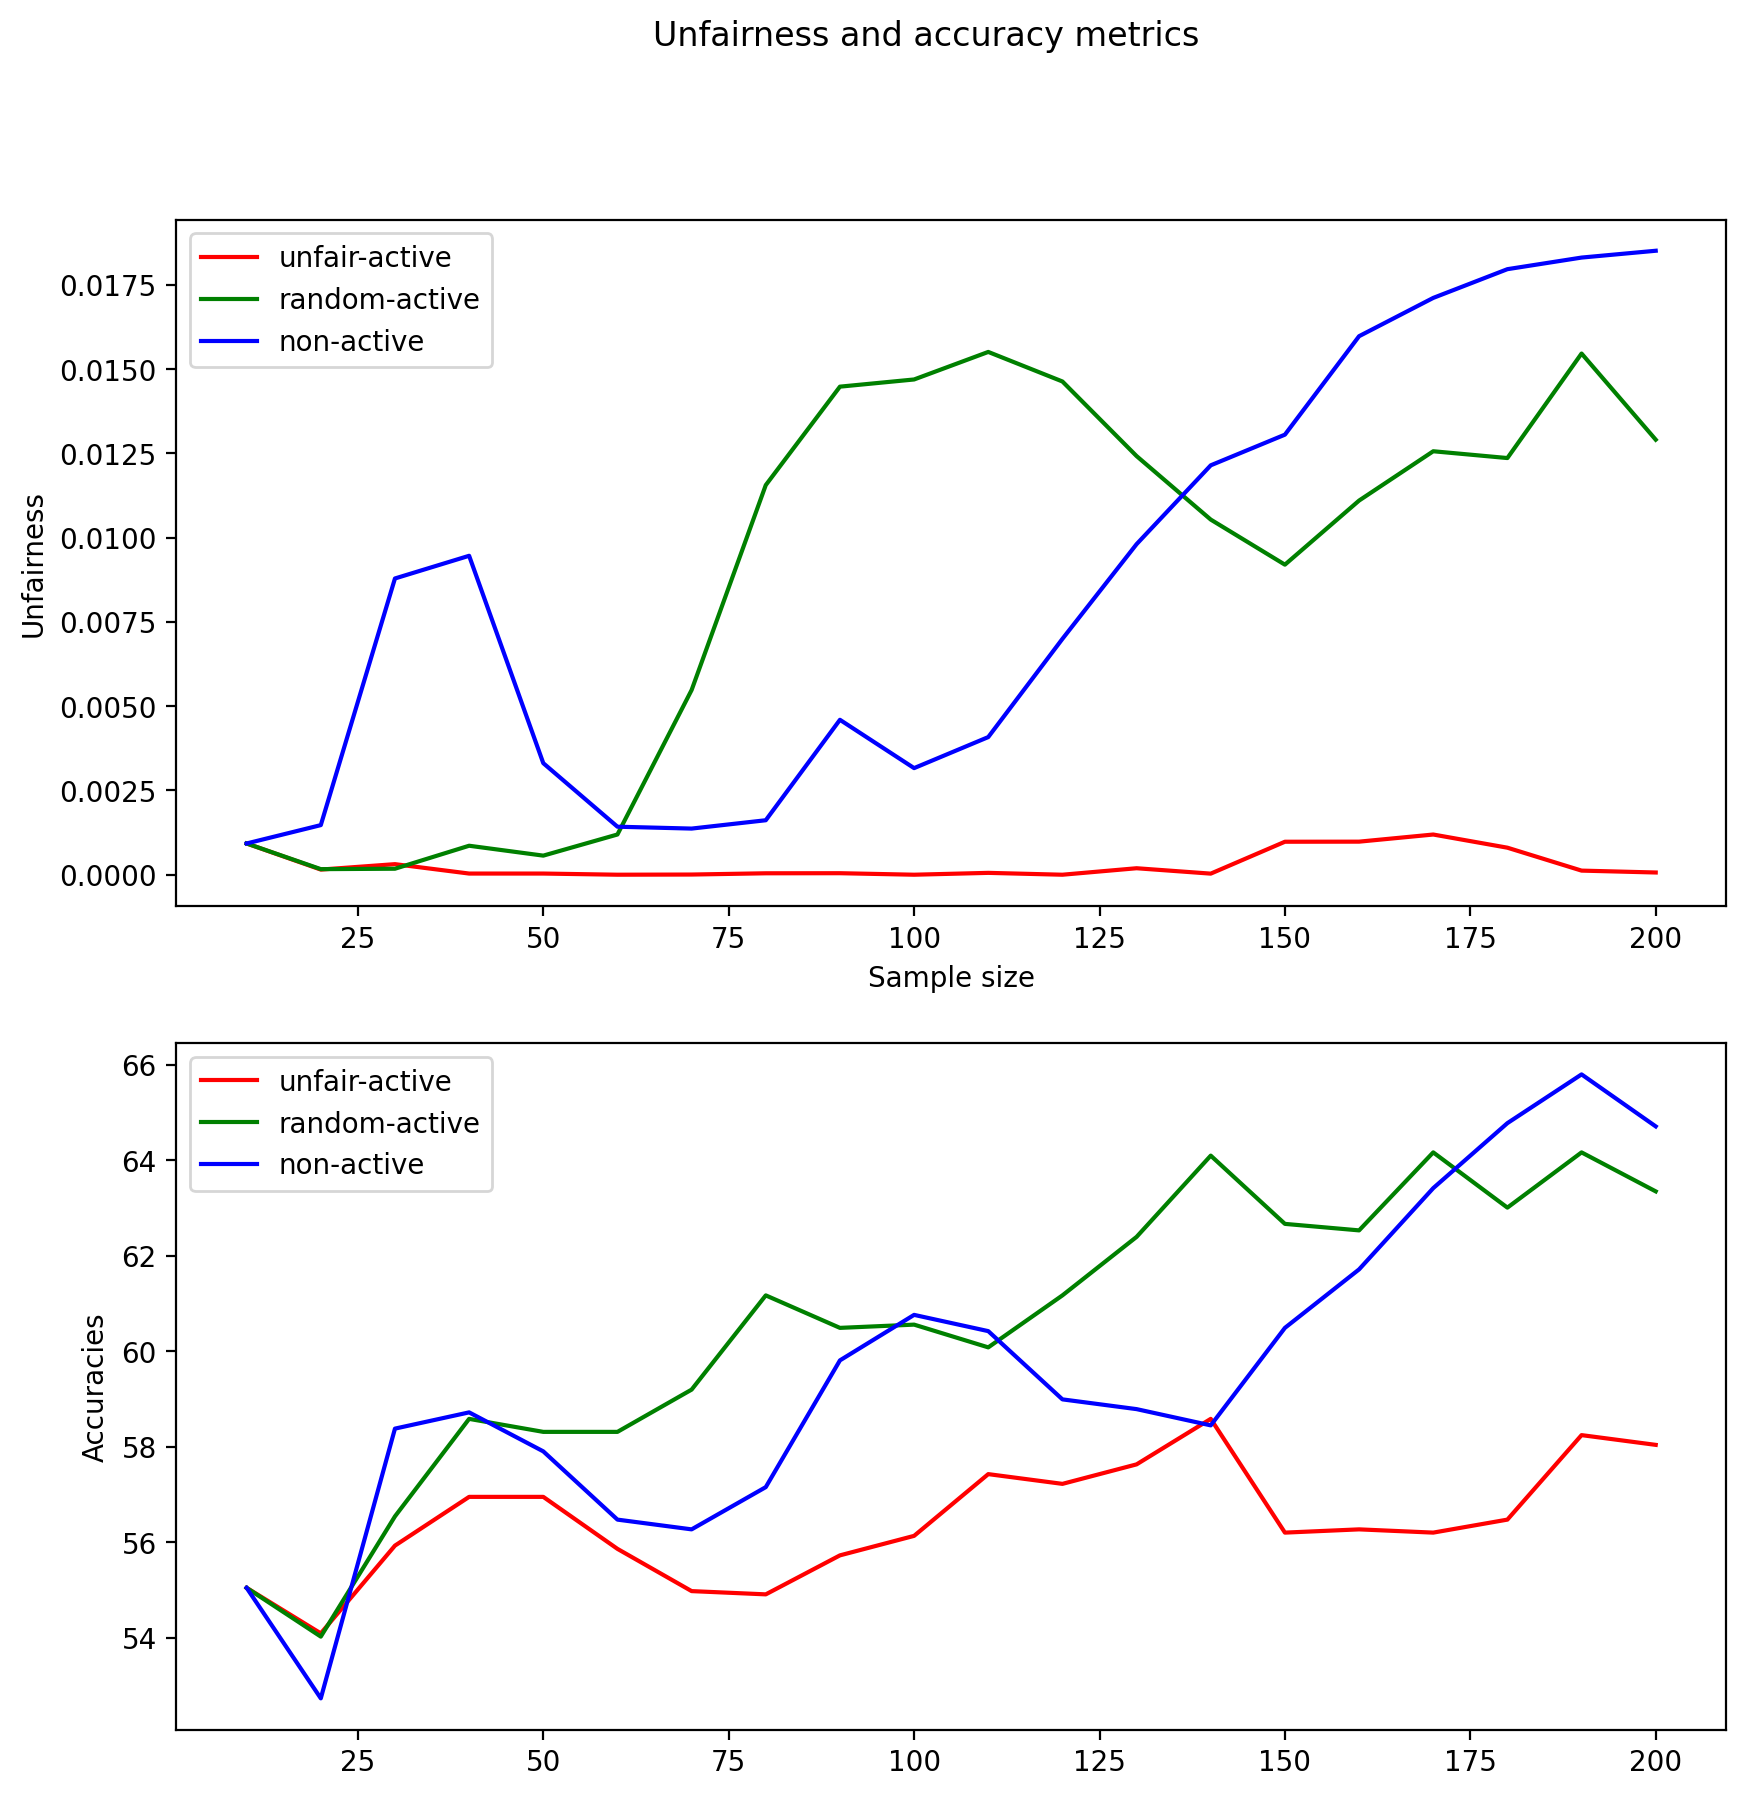 Unfairness and accuracy metrics
unfair-active
random-active
non-active
0.0175
0.0150
0.0125
0.0100
0.0075
0.0050
0.0025
0.0000
Unfairness
25 50 75 100 125 150 175 200
Sample size
unfair-active
random-active
non-active
66
64
62
60
58
56
54
Accuracies
25 50 75 100 125 150 175 200